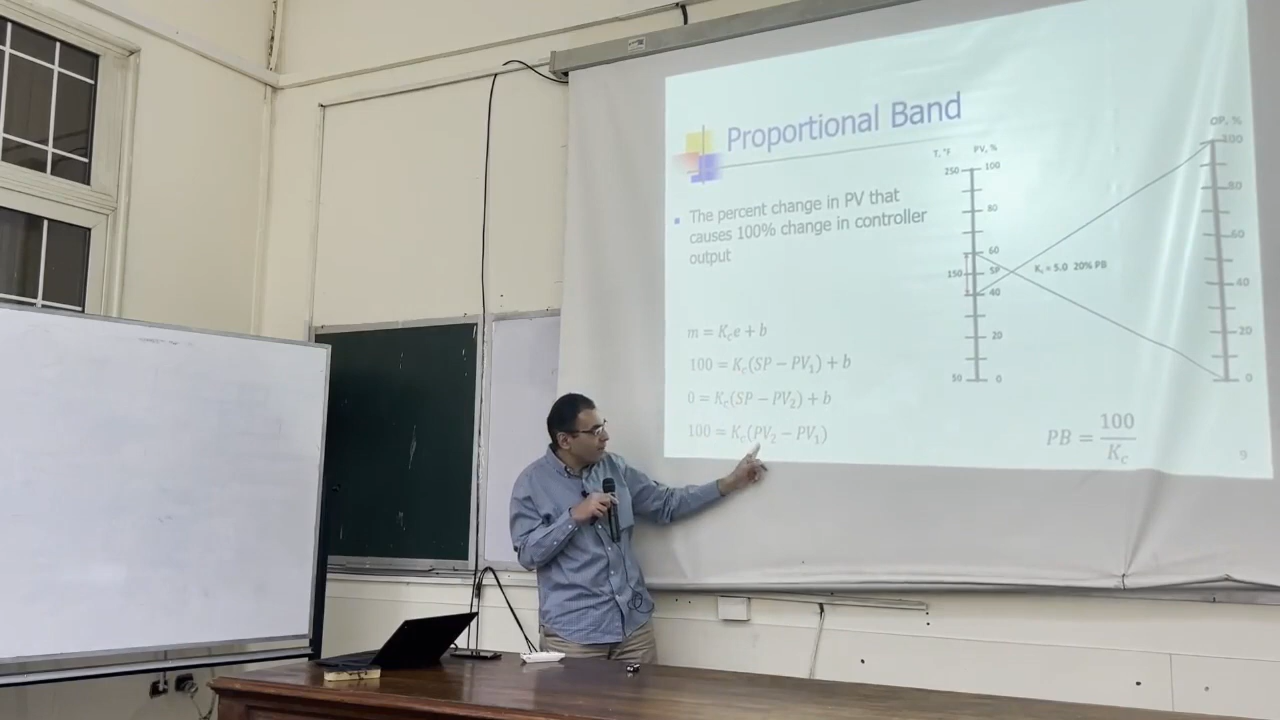 Proportional Band
The percent change in PV that
causes 100% change in controller
output
m = K_c e + b
100 = K_c(SP − PV_1) + b
0 = K_c(SP − PV_2) + b
100 = K_c(PV_2 − PV_1)
T, °F PV, % OP, %
250 100 100
80 80
60 60
150 SP K_c = 5.0 20% PB
40 40
20 20
50 0 0
PB = 100 / K_c
9